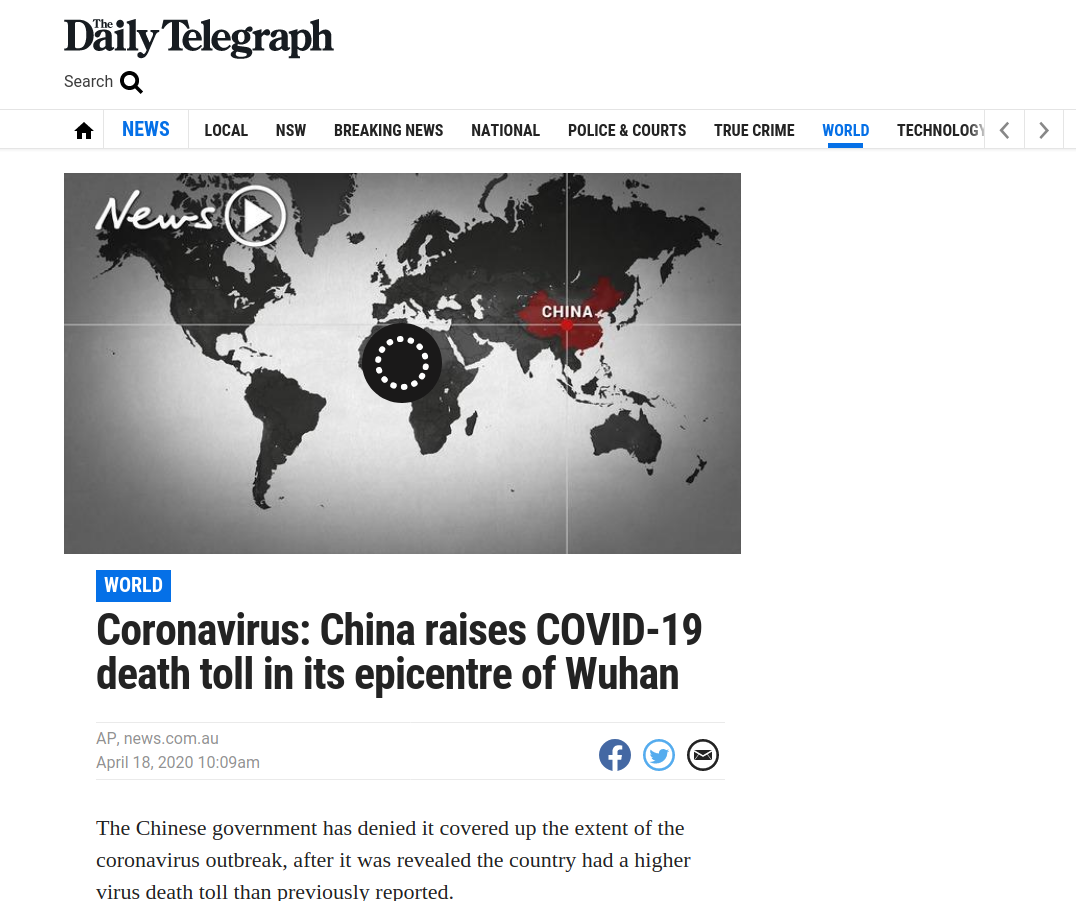 The Daily Telegraph
Search
NEWS LOCAL NSW BREAKING NEWS NATIONAL POLICE & COURTS TRUE CRIME WORLD TECHNOLOGY
News
CHINA
WORLD
Coronavirus: China raises COVID-19
death toll in its epicentre of Wuhan
AP, news.com.au
April 18, 2020 10:09am
The Chinese government has denied it covered up the extent of the
coronavirus outbreak, after it was revealed the country had a higher
virus death toll than previously reported.